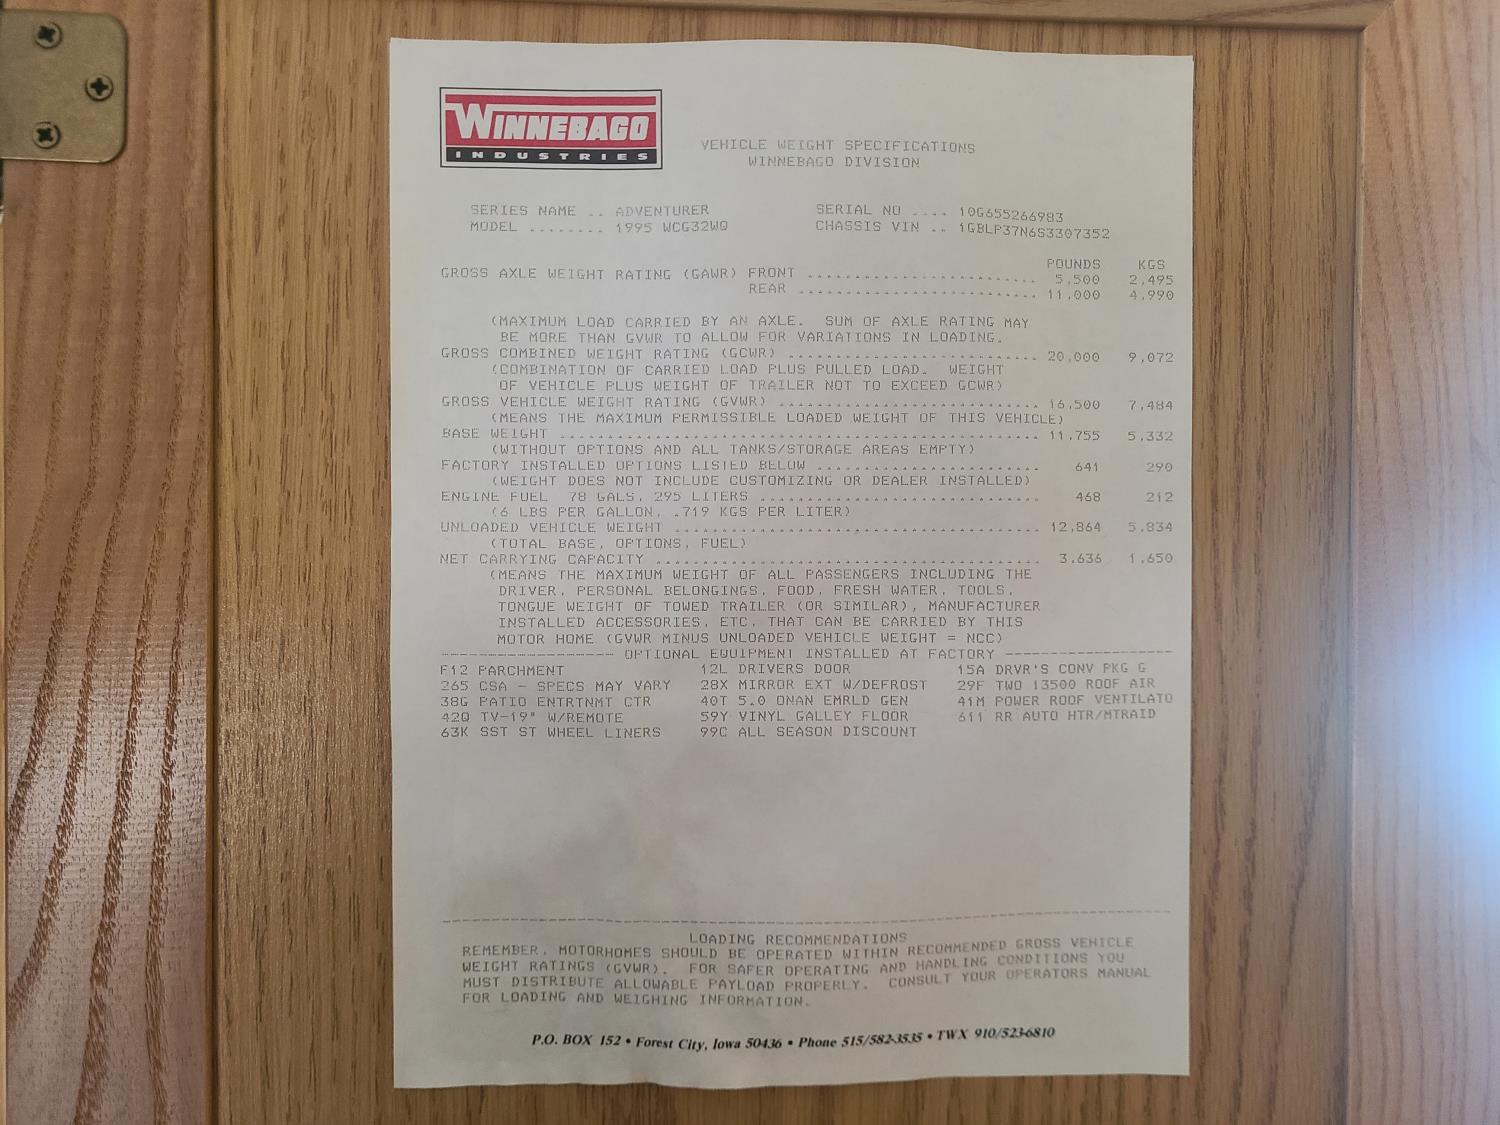 WINNEBAGO
INDUSTRIES
VEHICLE WEIGHT SPECIFICATIONS
WINNEBAGO DIVISION
SERIES NAME .. ADVENTURER SERIAL NO .... 10G655266983
MODEL ........ 1995 WCG32WQ CHASSIS VIN .. 1GBLP37N6S3307352
POUNDS KGS
GROSS AXLE WEIGHT RATING (GAWR) FRONT ........................ 5,500 2,495
REAR ......................... 11,000 4,990
(MAXIMUM LOAD CARRIED BY AN AXLE. SUM OF AXLE RATING MAY
BE MORE THAN GVWR TO ALLOW FOR VARIATIONS IN LOADING.
GROSS COMBINED WEIGHT RATING (GCWR) .......................... 20,000 9,072
(COMBINATION OF CARRIED LOAD PLUS PULLED LOAD. WEIGHT
OF VEHICLE PLUS WEIGHT OF TRAILER NOT TO EXCEED GCWR)
GROSS VEHICLE WEIGHT RATING (GVWR) ........................... 16,500 7,484
(MEANS THE MAXIMUM PERMISSIBLE LOADED WEIGHT OF THIS VEHICLE)
BASE WEIGHT .................................................. 11,755 5,332
(WITHOUT OPTIONS AND ALL TANKS/STORAGE AREAS EMPTY)
FACTORY INSTALLED OPTIONS LISTED BELOW ....................... 641 290
(WEIGHT DOES NOT INCLUDE CUSTOMIZING OR DEALER INSTALLED)
ENGINE FUEL 78 GALS, 295 LITERS ............................. 468 212
(6 LBS PER GALLON, .719 KGS PER LITER)
UNLOADED VEHICLE WEIGHT ...................................... 12,864 5,834
(TOTAL BASE, OPTIONS, FUEL)
NET CARRYING CAPACITY ........................................ 3,636 1,650
(MEANS THE MAXIMUM WEIGHT OF ALL PASSENGERS INCLUDING THE
DRIVER, PERSONAL BELONGINGS, FOOD, FRESH WATER, TOOLS,
TONGUE WEIGHT OF TOWED TRAILER (OR SIMILAR), MANUFACTURER
INSTALLED ACCESSORIES, ETC, THAT CAN BE CARRIED BY THIS
MOTOR HOME (GVWR MINUS UNLOADED VEHICLE WEIGHT = NCC)
------------------ OPTIONAL EQUIPMENT INSTALLED AT FACTORY ------------------
F12 PARCHMENT 12L DRIVERS DOOR 15A DRVR'S CONV PKG G
265 CSA - SPECS MAY VARY 28X MIRROR EXT W/DEFROST 29F TWO 13500 ROOF AIR
38G PATIO ENTRTNMT CTR 40T 5.0 ONAN EMRLD GEN 41M POWER ROOF VENTILATO
42Q TV-19" W/REMOTE 59Y VINYL GALLEY FLOOR 611 RR AUTO HTR/MTRAID
63K SST ST WHEEL LINERS 99C ALL SEASON DISCOUNT
LOADING RECOMMENDATIONS
REMEMBER, MOTORHOMES SHOULD BE OPERATED WITHIN RECOMMENDED GROSS VEHICLE
WEIGHT RATINGS (GVWR). FOR SAFER OPERATING AND HANDLING CONDITIONS YOU
MUST DISTRIBUTE ALLOWABLE PAYLOAD PROPERLY. CONSULT YOUR OPERATORS MANUAL
FOR LOADING AND WEIGHING INFORMATION.
P.O. BOX 152 • Forest City, Iowa 50436 • Phone 515/582-3535 • TWX 910/523-6810